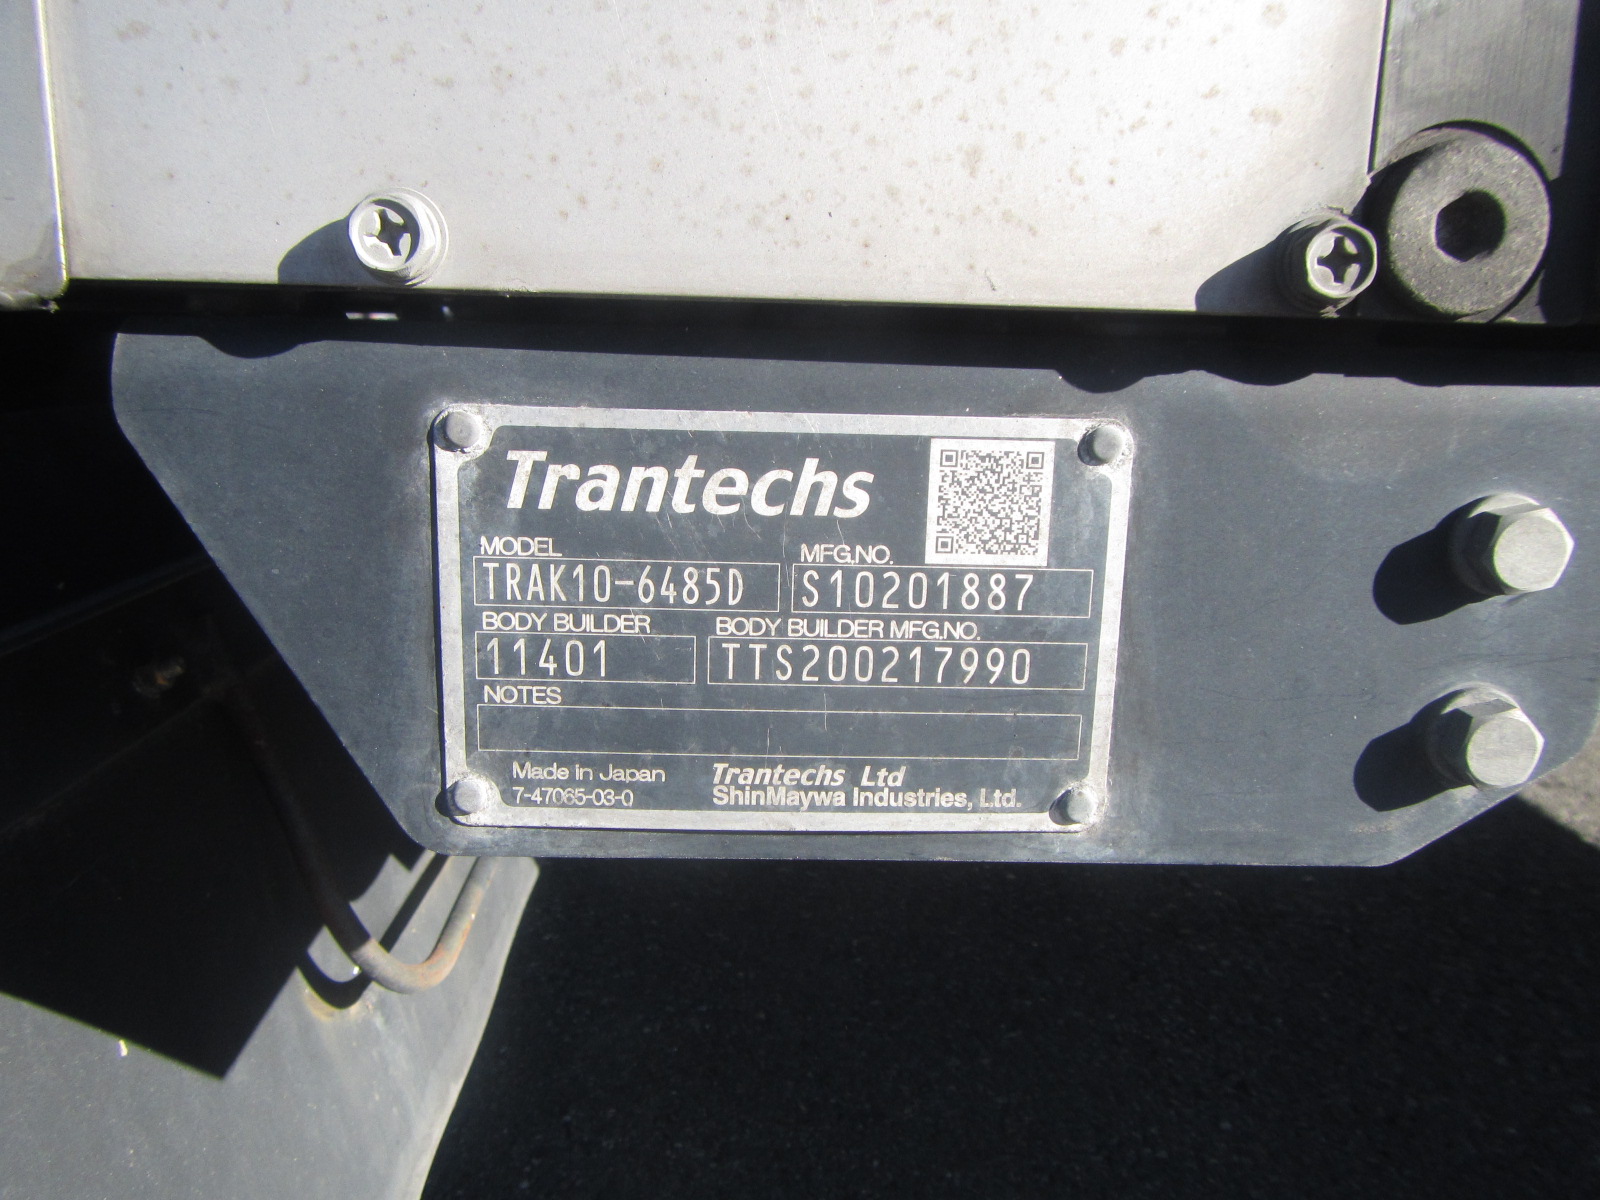 Trantechs
MODEL MFG.NO.
TRAK10-6485D S10201887
BODY BUILDER BODY BUILDER MFG.NO.
11401 TTS200217990
NOTES
Made in Japan Trantechs Ltd
7-47065-03-0 ShinMaywa Industries, Ltd.